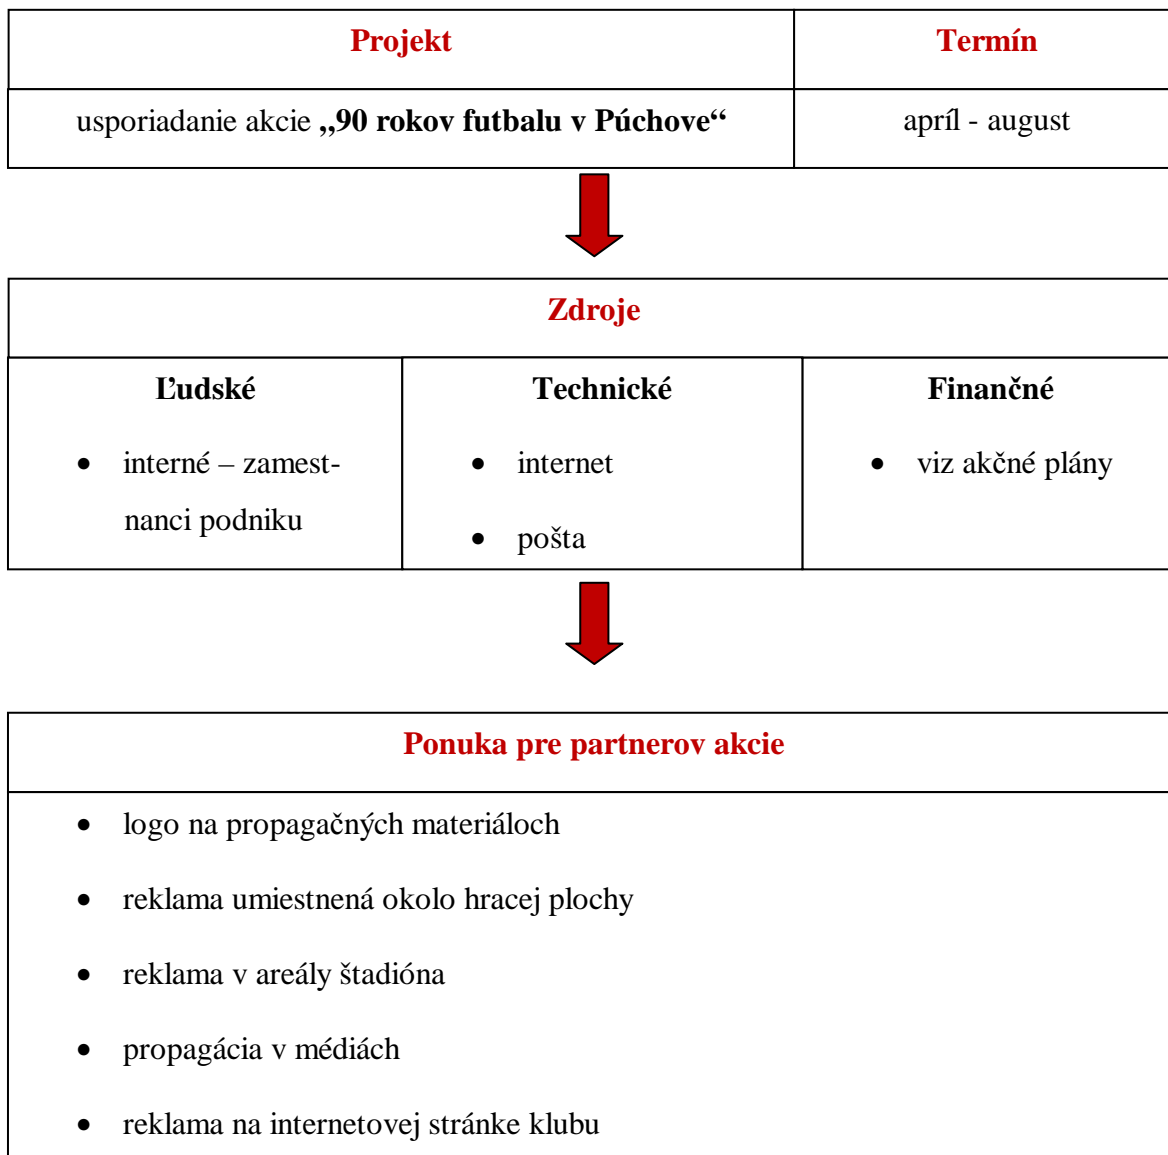 Projekt
Termín
usporiadanie akcie „90 rokov futbalu v Púchove“
apríl - august
Zdroje
Ľudské
Technické
Finančné
• interné – zamest-
nanci podniku
• internet
• pošta
• viz akčné plány
Ponuka pre partnerov akcie
• logo na propagačných materiáloch
• reklama umiestnená okolo hracej plochy
• reklama v areály štadióna
• propagácia v médiách
• reklama na internetovej stránke klubu